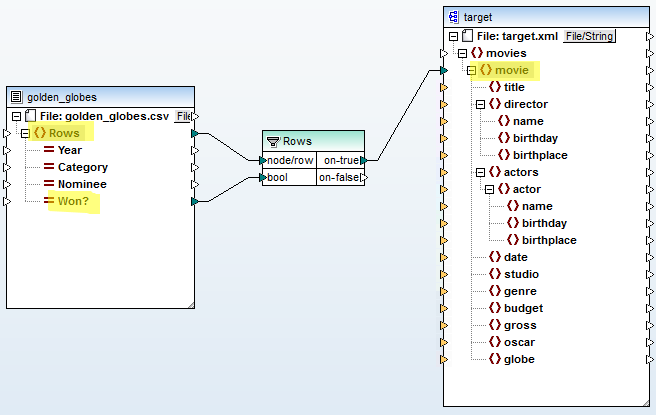 golden_globes
File: golden_globes.csv File
Rows
Year
Category
Nominee
Won?
Rows
node/row on-true
bool on-false
target
File: target.xml File/String
movies
movie
title
director
name
birthday
birthplace
actors
actor
name
birthday
birthplace
date
studio
genre
budget
gross
oscar
globe